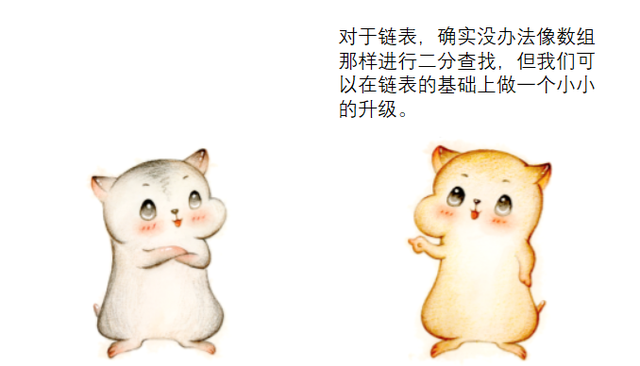 对于链表，确实没办法像数组
那样进行二分查找，但我们可
以在链表的基础上做一个小小
的升级。